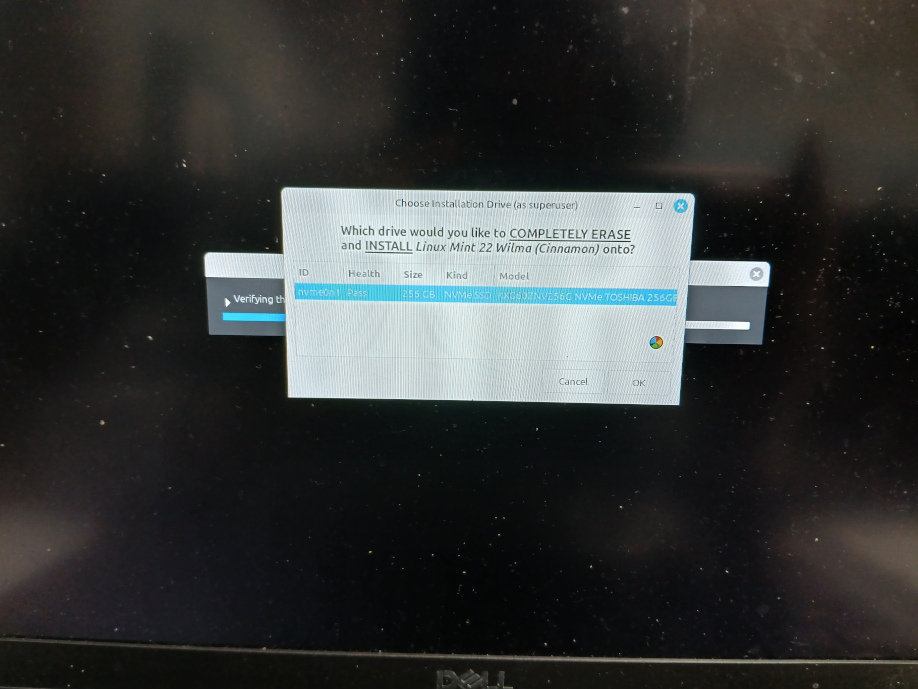 Choose Installation Drive (as superuser)
Which drive would you like to COMPLETELY ERASE
and INSTALL Linux Mint 22 Wilma (Cinnamon) onto?
ID Health Size Kind Model
Pass 256 GB NVMe SSD NVMe TOSHIBA 256GB
Verifying th
Cancel OK
DELL